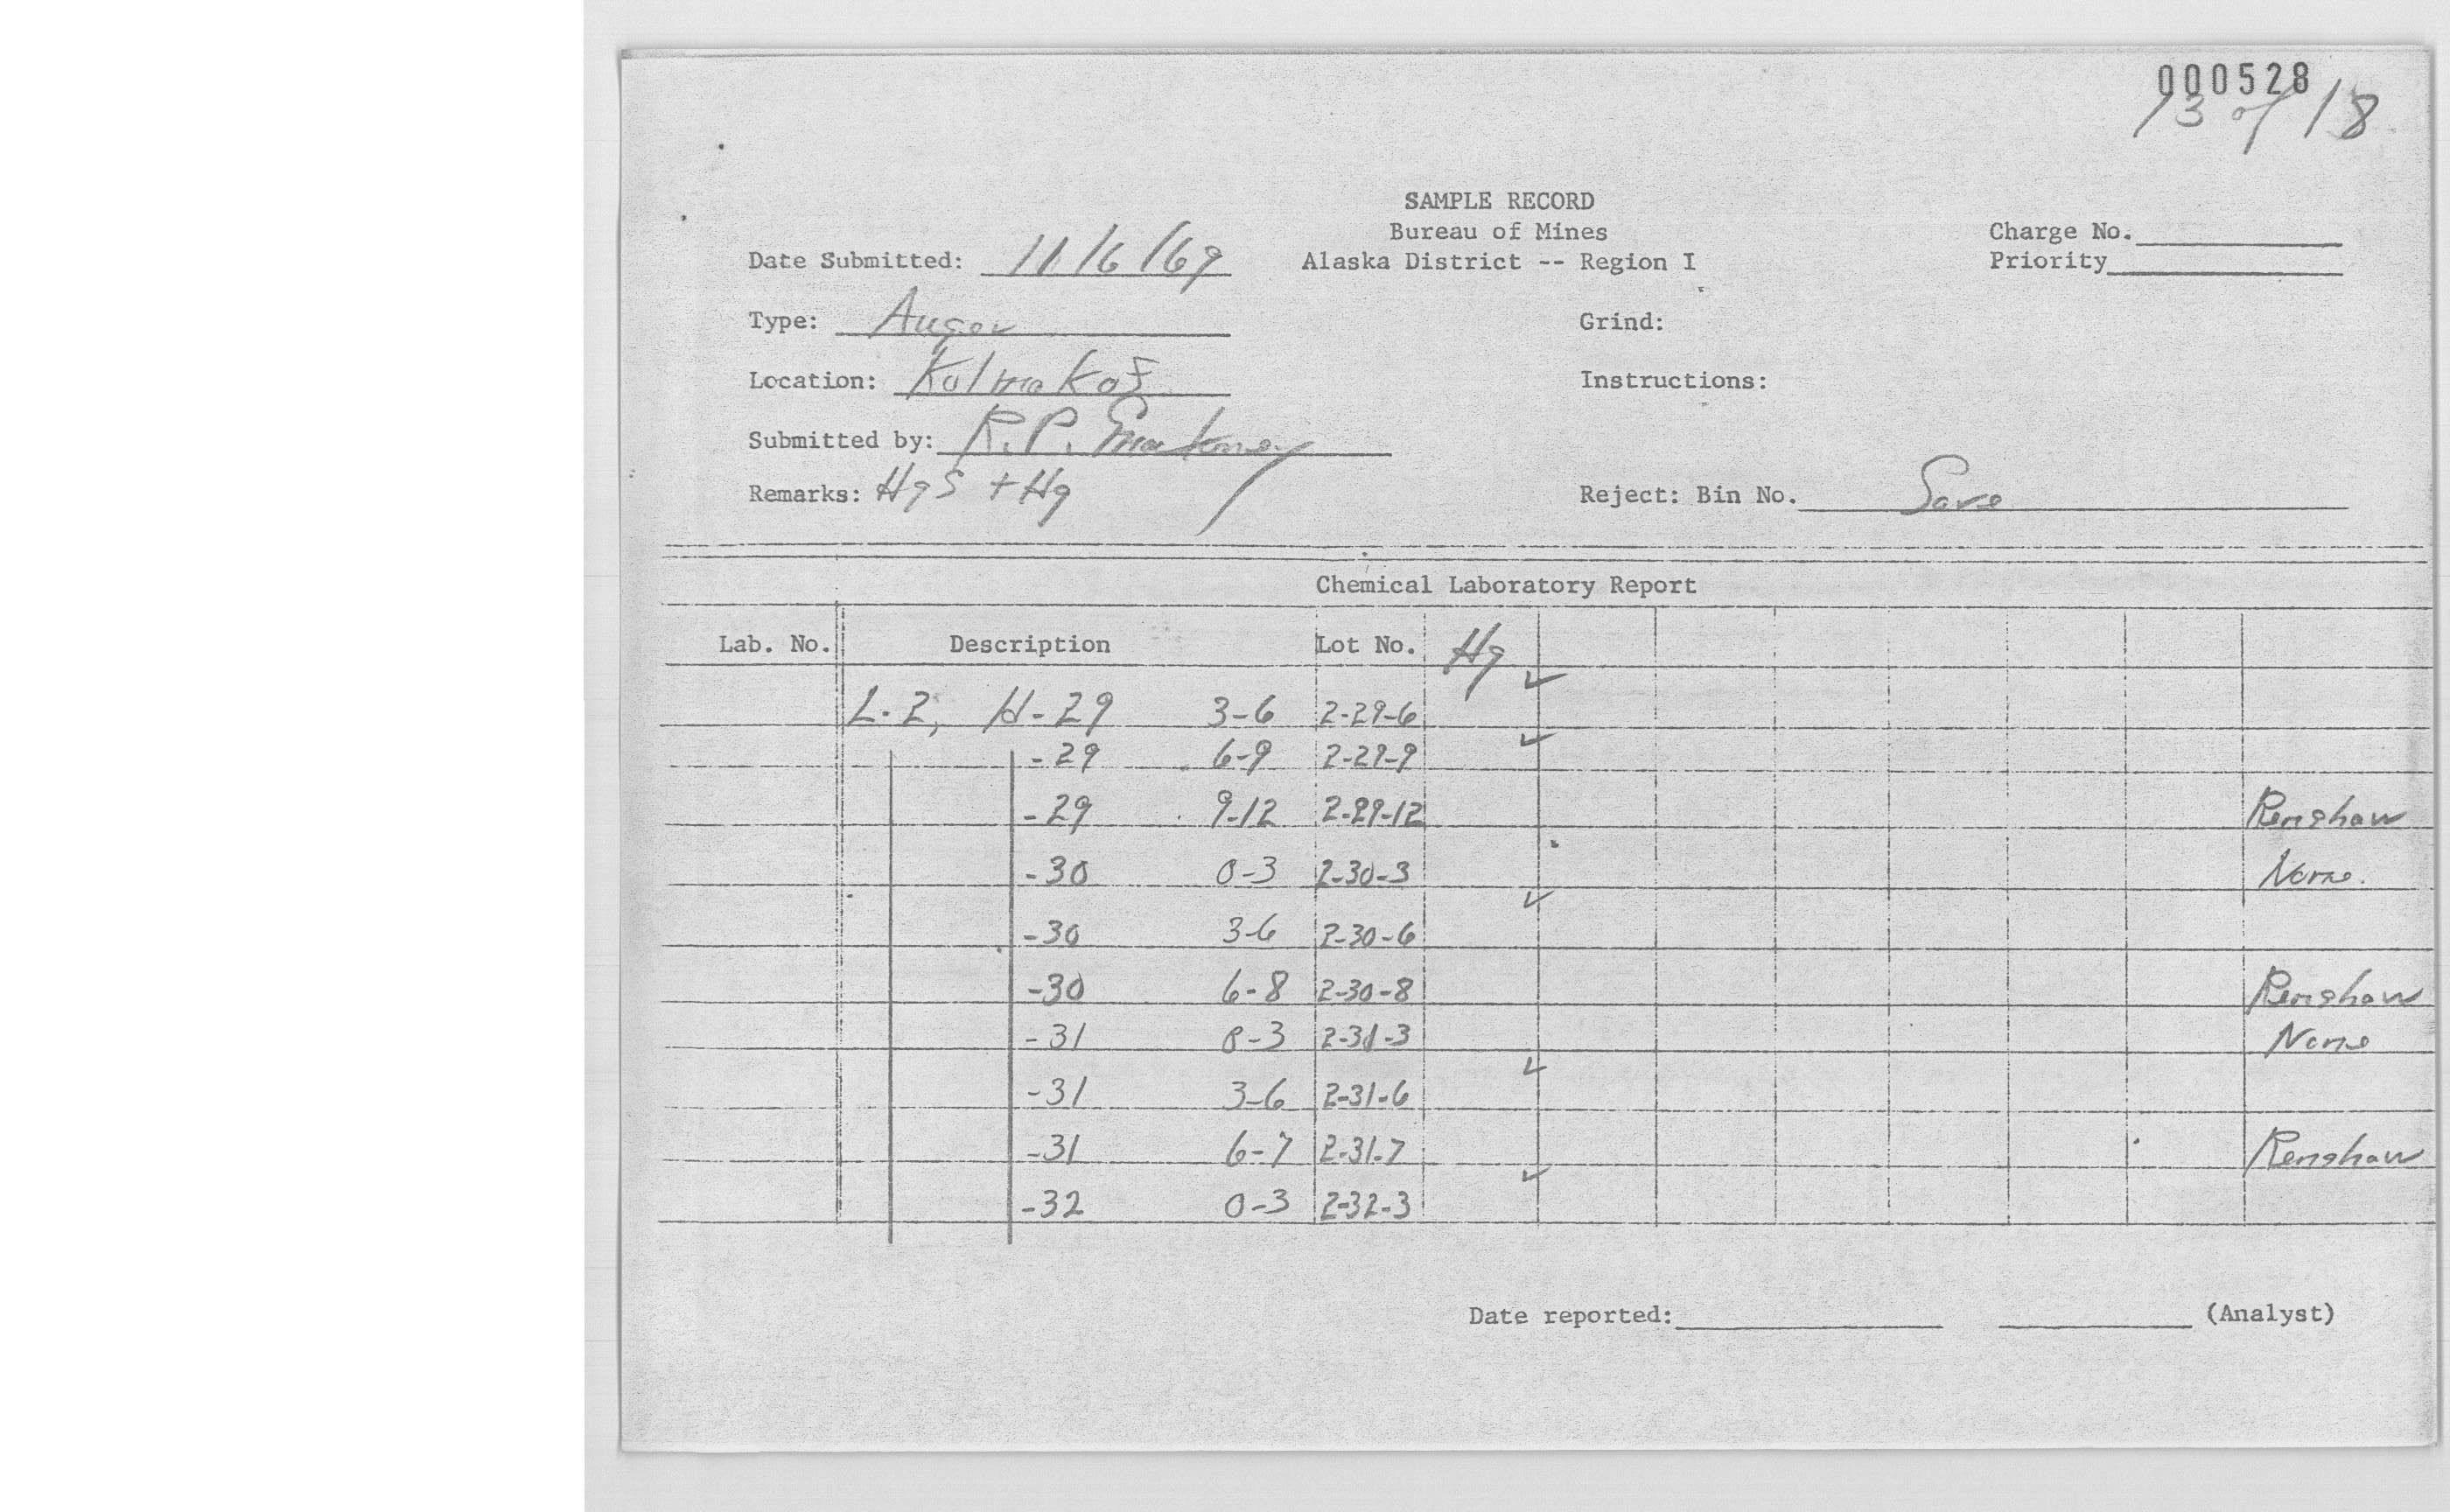 000528
13 of 18
SAMPLE RECORD
Bureau of Mines
Alaska District -- Region I
Charge No.
Priority
Date Submitted: 11/6/69
Type: Auger
Grind:
Location: Kolmakof
Instructions:
Submitted by: R.P. Maloney
Remarks: HgS + Hg
Reject: Bin No. Save
Chemical Laboratory Report
Lab. No. Description Lot No. Hg
L-2, H-29 3-6 2-29-6 ✓
-29 6-9 2-29-9 ✓
-29 9-12 2-29-12 Renshaw
-30 0-3 2-30-3 None.
-30 3-6 2-30-6 ✓
-30 6-8 2-30-8 Renshaw
-31 0-3 2-31-3 None
-31 3-6 2-31-6 ✓
-31 6-7 2-31-7 Renshaw
-32 0-3 2-32-3 ✓
Date reported: (Analyst)